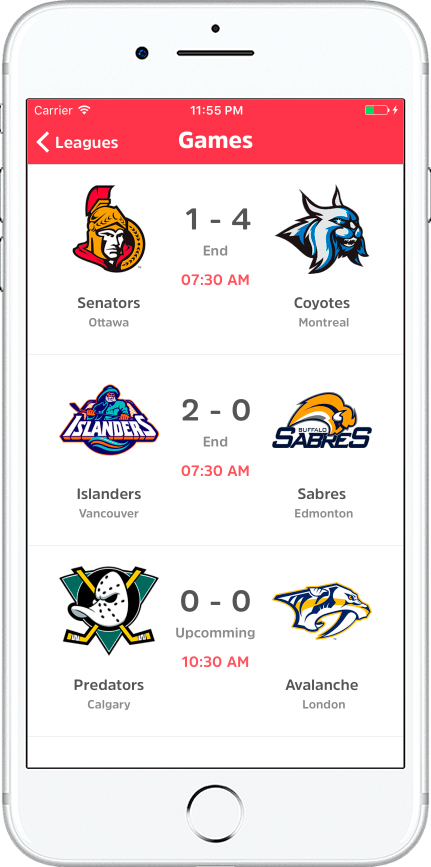 Carrier 11:55 PM
Leagues Games
1 - 4
End
07:30 AM
Senators Coyotes
Ottawa Montreal
ISLANDERS
2 - 0
End
07:30 AM
BUFFALO
SABRES
Islanders Sabres
Vancouver Edmonton
0 - 0
Upcomming
10:30 AM
Predators Avalanche
Calgary London